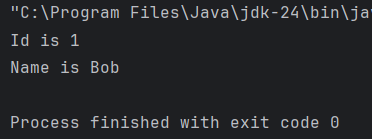 "C:\Program Files\Java\jdk-24\bin\jav
Id is 1
Name is Bob
Process finished with exit code 0